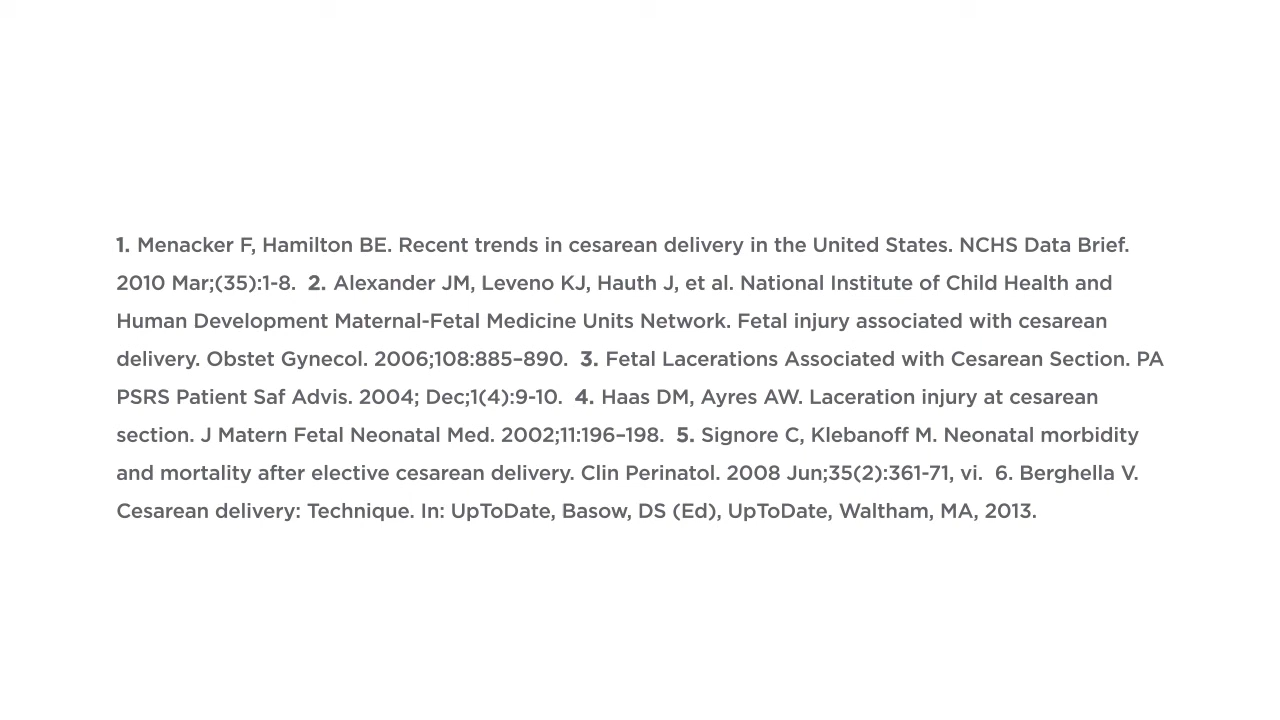 1. Menacker F, Hamilton BE. Recent trends in cesarean delivery in the United States. NCHS Data Brief.
2010 Mar;(35):1-8. 2. Alexander JM, Leveno KJ, Hauth J, et al. National Institute of Child Health and
Human Development Maternal-Fetal Medicine Units Network. Fetal injury associated with cesarean
delivery. Obstet Gynecol. 2006;108:885–890. 3. Fetal Lacerations Associated with Cesarean Section. PA
PSRS Patient Saf Advis. 2004; Dec;1(4):9-10. 4. Haas DM, Ayres AW. Laceration injury at cesarean
section. J Matern Fetal Neonatal Med. 2002;11:196–198. 5. Signore C, Klebanoff M. Neonatal morbidity
and mortality after elective cesarean delivery. Clin Perinatol. 2008 Jun;35(2):361-71, vi. 6. Berghella V.
Cesarean delivery: Technique. In: UpToDate, Basow, DS (Ed), UpToDate, Waltham, MA, 2013.